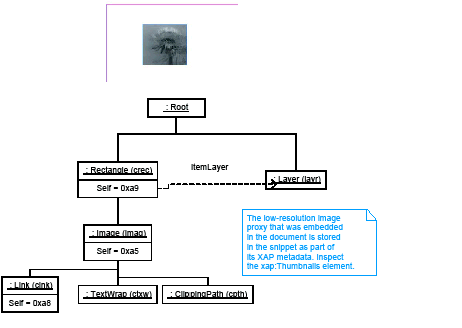 : Root
itemLayer
: Rectangle (crec)
Self = 0xa9
: Layer (layr)
The low-resolution image
proxy that was embedded
in the document is stored
in the snippet as part of
its XAP metadata. Inspect
the xap:Thumbnails element.
: Image (imag)
Self = 0xa5
: Link (clnk)
Self = 0xa8
: TextWrap (ctxw)
: ClippingPath (cpth)